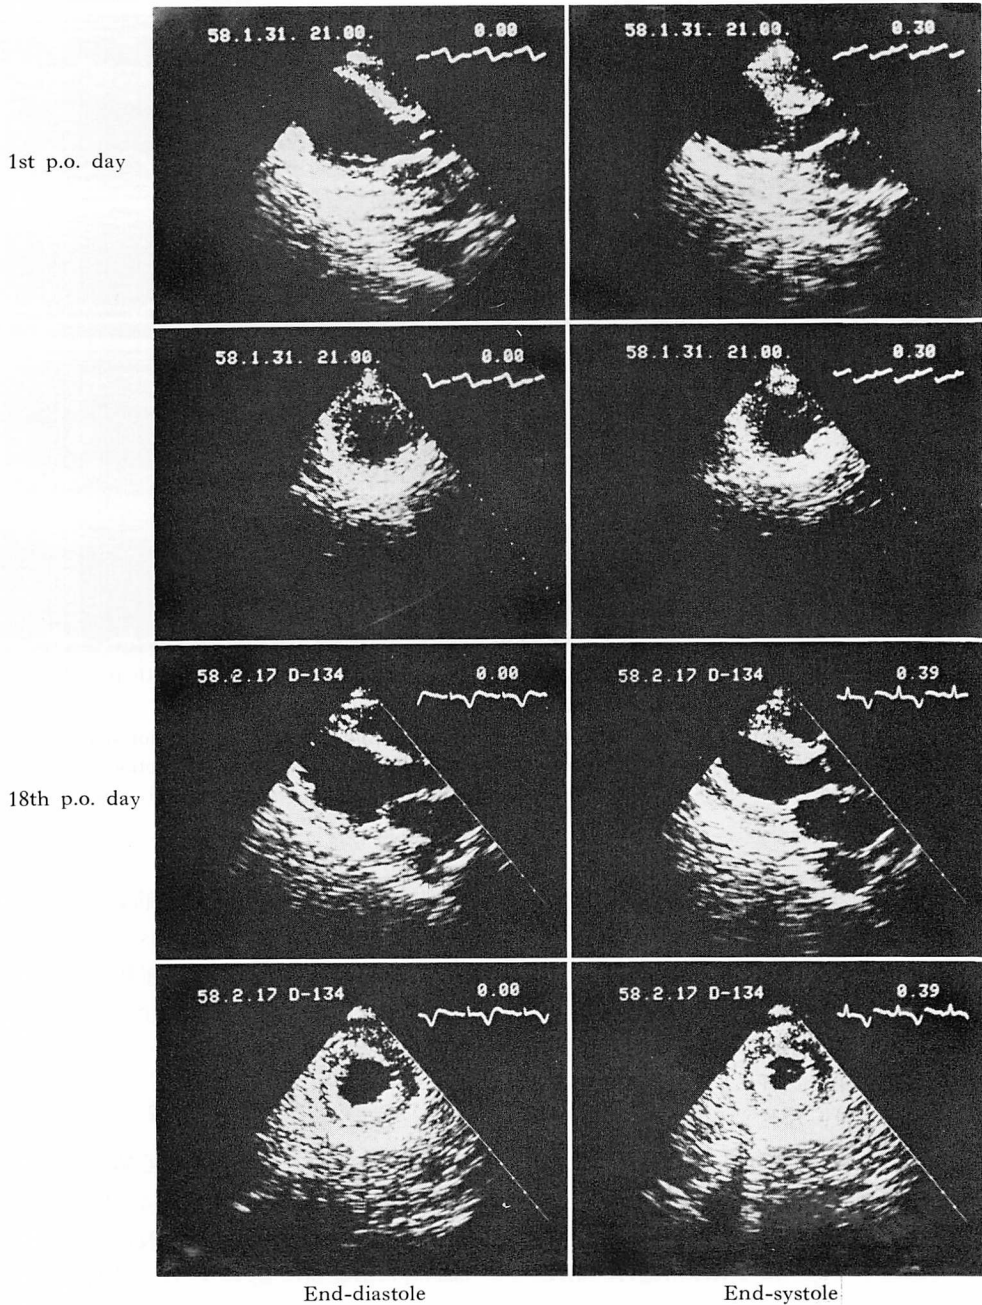 58.1.31. 21.00. 0.00
58.1.31. 21.00. 0.30
1st p.o. day
58.1.31. 21.00. 0.00
58.1.31. 21.00. 0.30
58.2.17 D-134 0.00
58.2.17 D-134 0.39
18th p.o. day
58.2.17 D-134 0.00
58.2.17 D-134 0.39
End-diastole
End-systole